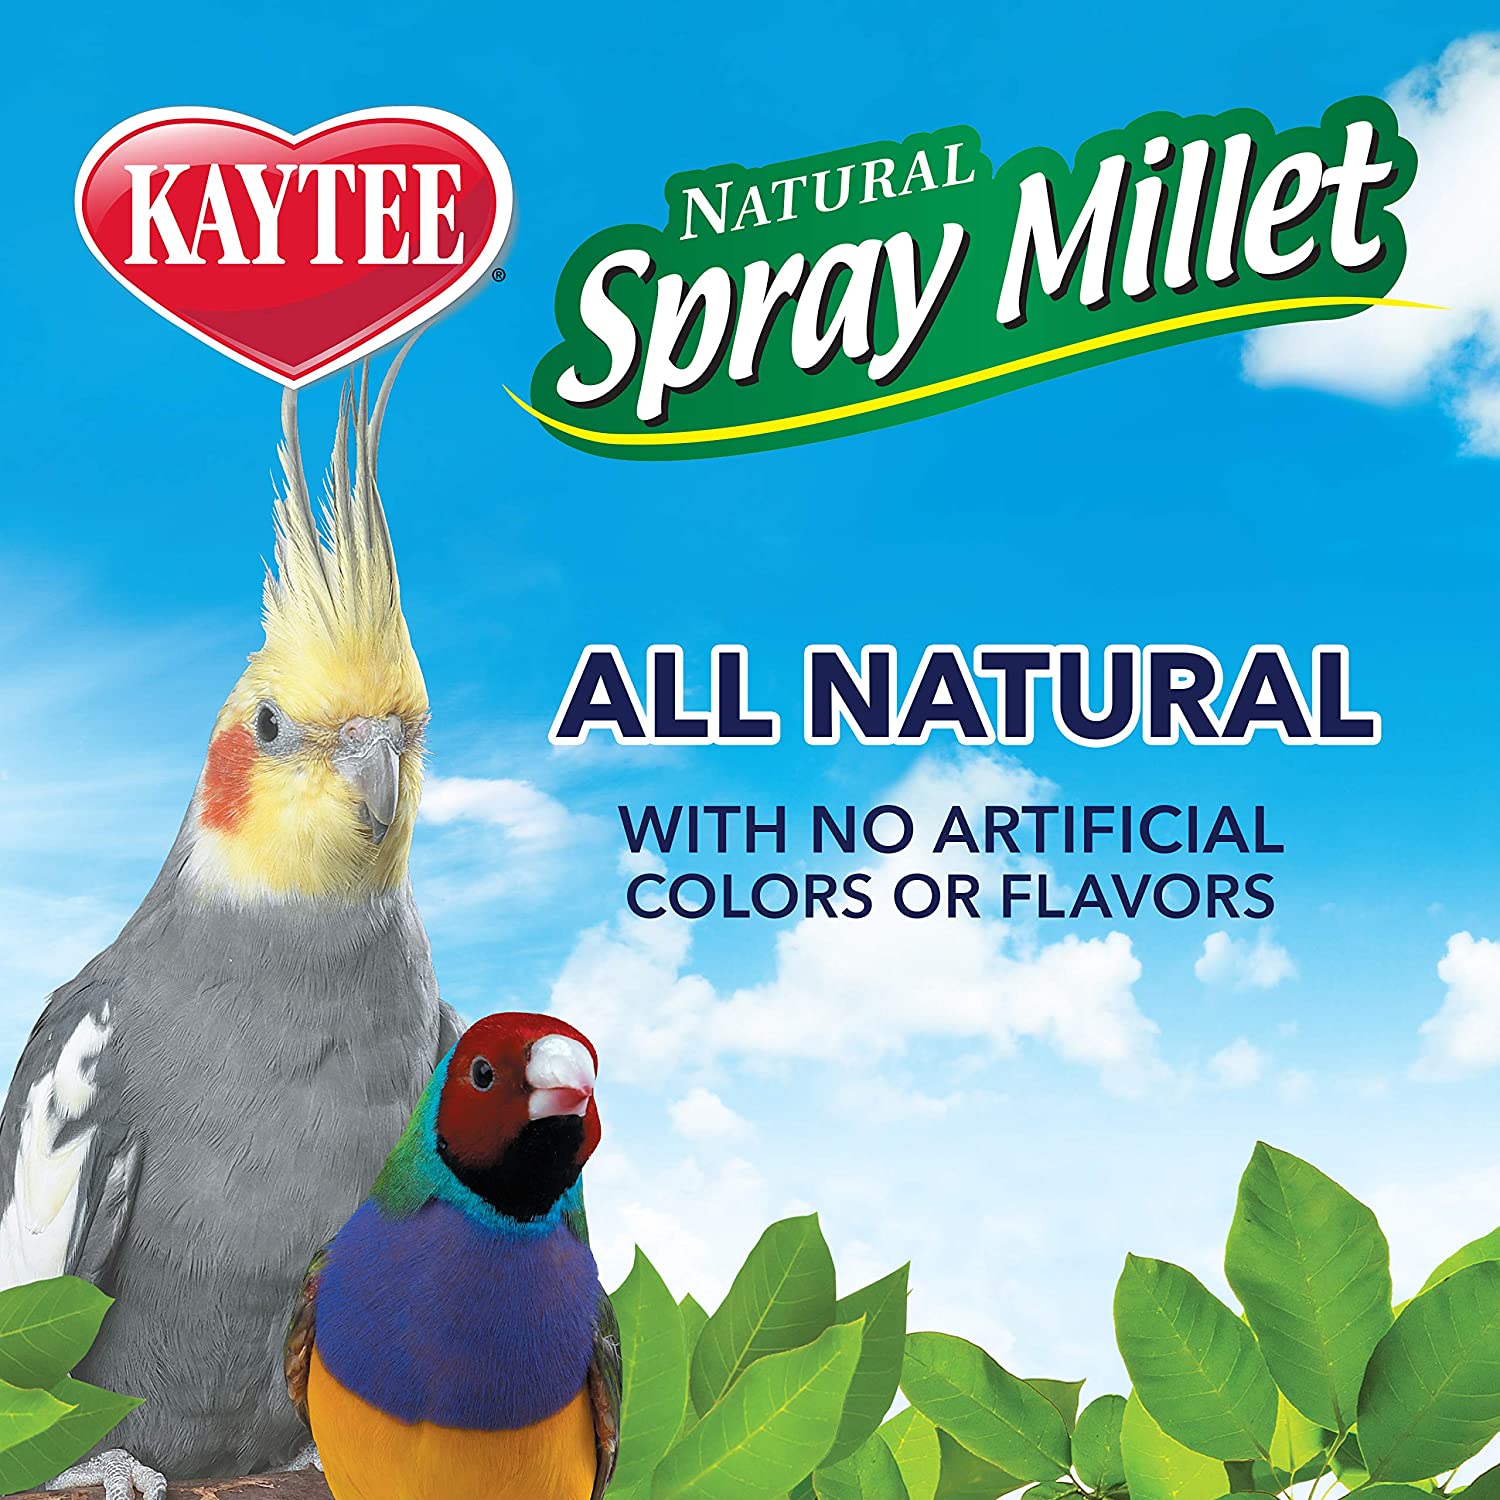 KAYTEE
®
NATURAL
Spray Millet
ALL NATURAL
WITH NO ARTIFICIAL
COLORS OR FLAVORS